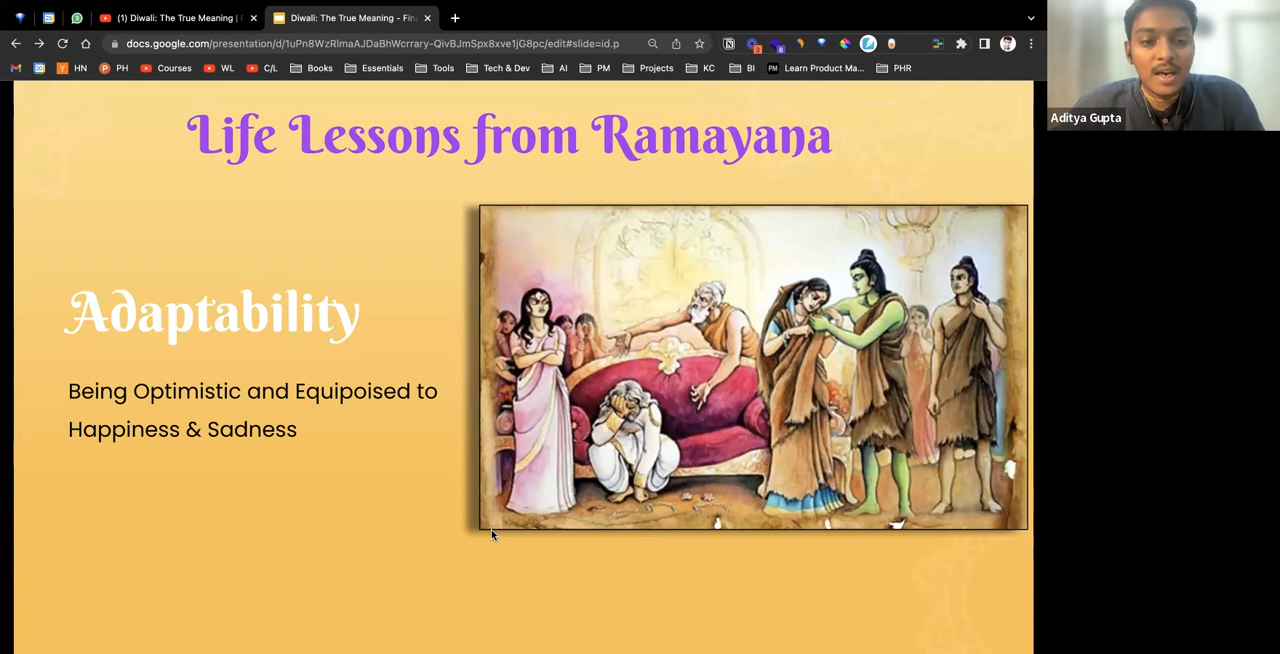 (1) Diwali: The True Meaning |
Diwali: The True Meaning - Fin
docs.google.com/presentation/d/1uPn8WzRlmaAJDaBhWcrrary-QivBJmSpx8xve1jG8pc/edit#slide=id.p
HN
PH
Courses
WL
C/L
Books
Essentials
Tools
Tech & Dev
AI
PM
Projects
KC
BI
Learn Product Ma...
PHR
Aditya Gupta
Life Lessons from Ramayana
Adaptability
Being Optimistic and Equipoised to
Happiness & Sadness